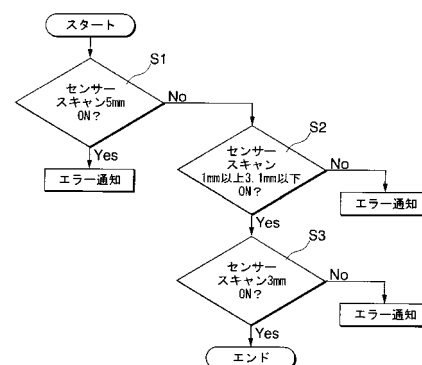 スタート
S1
センサー
スキャン5mm
ON？
No
Yes
エラー通知
S2
センサー
スキャン
1mm以上3.1mm以下
ON？
No
エラー通知
Yes
S3
センサー
スキャン3mm
ON？
No
エラー通知
Yes
エンド